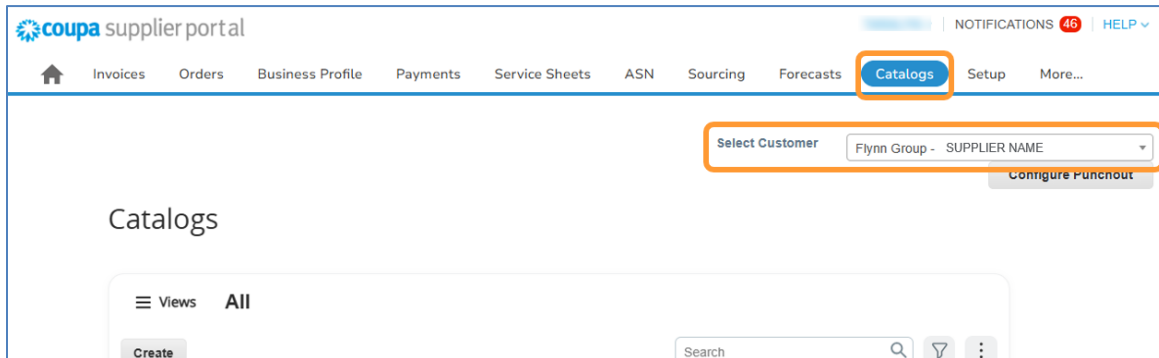 coupa supplier portal
NOTIFICATIONS 46 HELP
Invoices Orders Business Profile Payments Service Sheets ASN Sourcing Forecasts Catalogs Setup More...
Select Customer Flynn Group - SUPPLIER NAME
Configure Punchout
Catalogs
Views All
Create Search